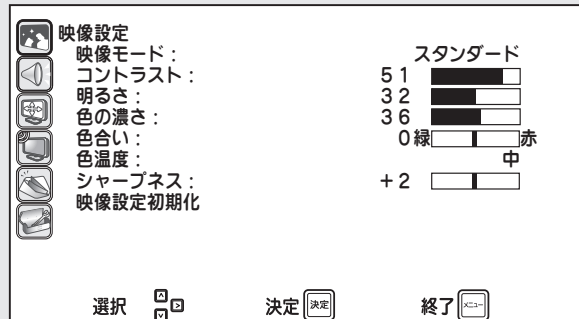 映像設定
映像モード： スタンダード
コントラスト： 51
明るさ： 32
色の濃さ： 36
色合い： 0緑 赤
色温度： 中
シャープネス： +2
映像設定初期化
選択 決定 決定 終了 メニュー